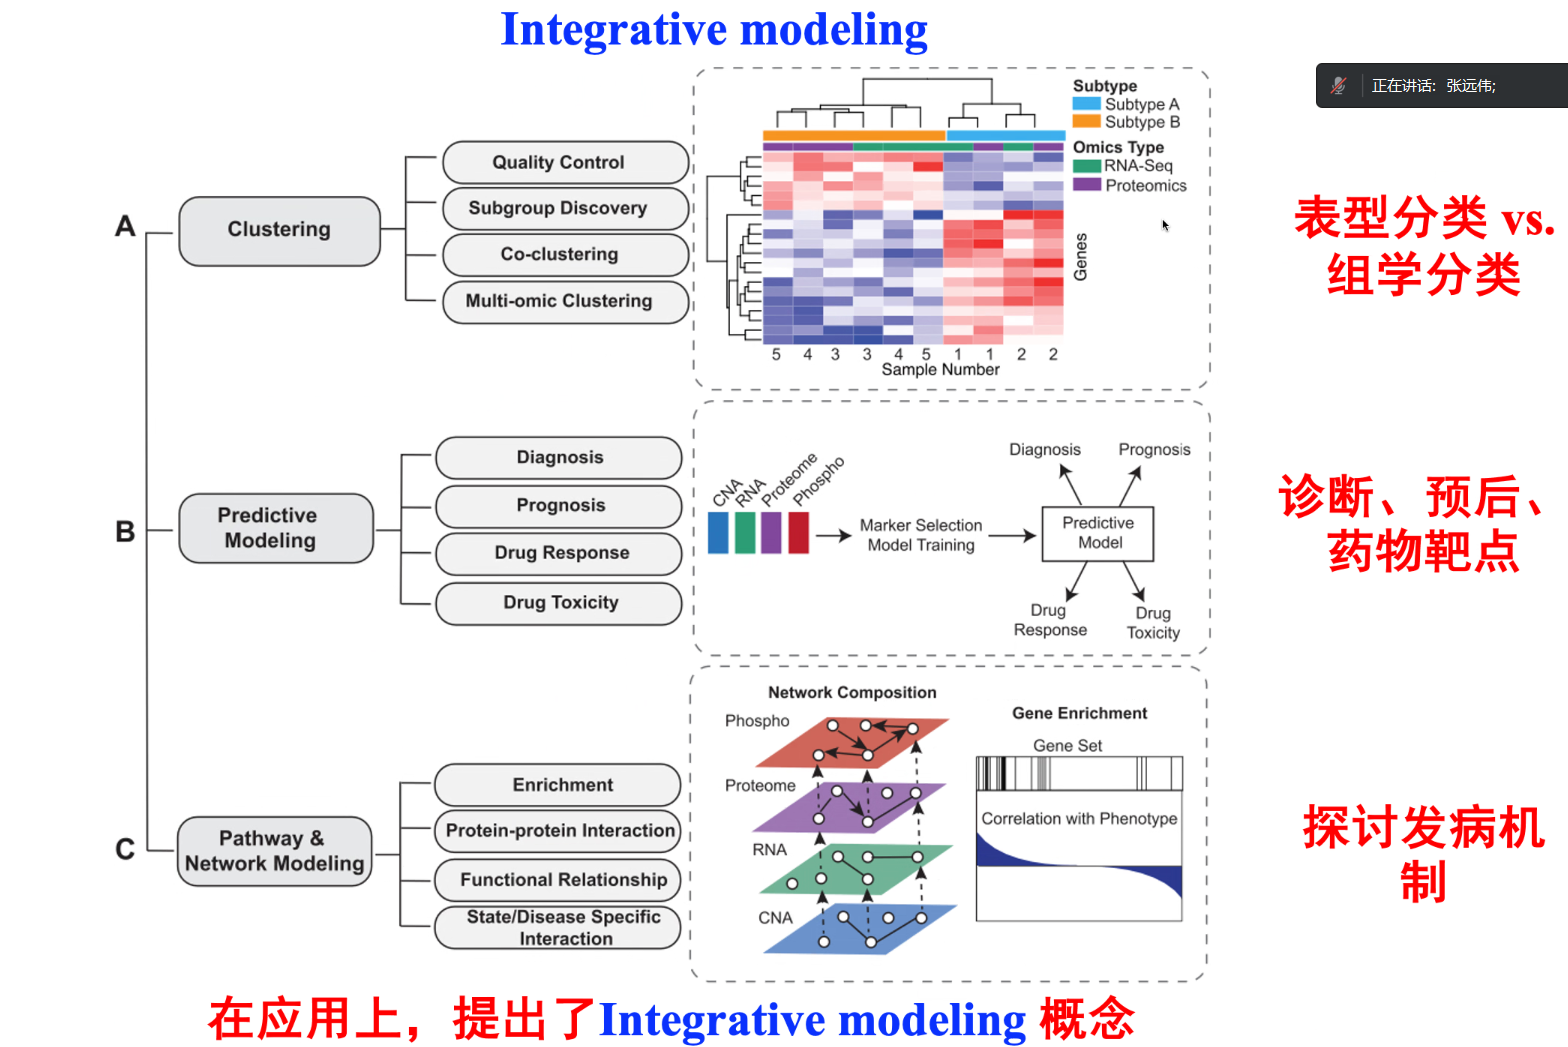 Integrative modeling
正在讲话: 张远伟;
A
Clustering
Quality Control
Subgroup Discovery
Co-clustering
Multi-omic Clustering
Subtype
Subtype A
Subtype B
Omics Type
RNA-Seq
Proteomics
Genes
5 4 3 3 4 5 1 1 2 2
Sample Number
表型分类 vs.
组学分类
B
Predictive
Modeling
Diagnosis
Prognosis
Drug Response
Drug Toxicity
CNA
RNA
Proteome
Phospho
Marker Selection
Model Training
Predictive
Model
Diagnosis
Prognosis
Drug
Response
Drug
Toxicity
诊断、预后、
药物靶点
C
Pathway &
Network Modeling
Enrichment
Protein-protein Interaction
Functional Relationship
State/Disease Specific
Interaction
Network Composition
Phospho
Proteome
RNA
CNA
Gene Enrichment
Gene Set
Correlation with Phenotype
探讨发病机
制
在应用上，提出了Integrative modeling 概念